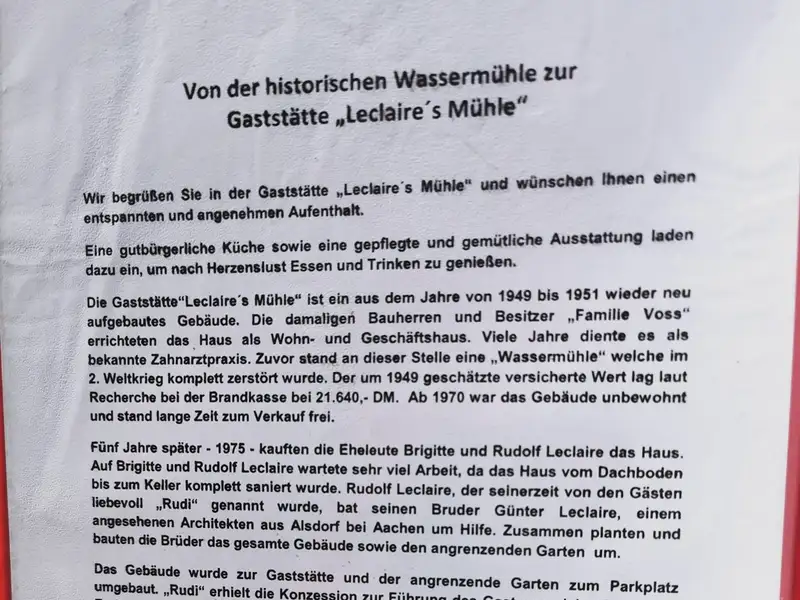 Von der historischen Wassermühle zur
Gaststätte „Leclaire´s Mühle“
Wir begrüßen Sie in der Gaststätte „Leclaire´s Mühle“ und wünschen Ihnen einen
entspannten und angenehmen Aufenthalt.
Eine gutbürgerliche Küche sowie eine gepflegte und gemütliche Ausstattung laden
dazu ein, um nach Herzenslust Essen und Trinken zu genießen.
Die Gaststätte“Leclaire´s Mühle“ ist ein aus dem Jahre von 1949 bis 1951 wieder neu
aufgebautes Gebäude. Die damaligen Bauherren und Besitzer „Familie Voss“
errichteten das Haus als Wohn- und Geschäftshaus. Viele Jahre diente es als
bekannte Zahnarztpraxis. Zuvor stand an dieser Stelle eine „Wassermühle“ welche im
2. Weltkrieg komplett zerstört wurde. Der um 1949 geschätzte versicherte Wert lag laut
Recherche bei der Brandkasse bei 21.640,- DM. Ab 1970 war das Gebäude unbewohnt
und stand lange Zeit zum Verkauf frei.
Fünf Jahre später - 1975 - kauften die Eheleute Brigitte und Rudolf Leclaire das Haus.
Auf Brigitte und Rudolf Leclaire wartete sehr viel Arbeit, da das Haus vom Dachboden
bis zum Keller komplett saniert wurde. Rudolf Leclaire, der seinerzeit von den Gästen
liebevoll „Rudi“ genannt wurde, bat seinen Bruder Günter Leclaire, einem
angesehenen Architekten aus Alsdorf bei Aachen um Hilfe. Zusammen planten und
bauten die Brüder das gesamte Gebäude sowie den angrenzenden Garten um.
Das Gebäude wurde zur Gaststätte und der angrenzende Garten zum Parkplatz
umgebaut. „Rudi“ erhielt die Konzession zur Führung